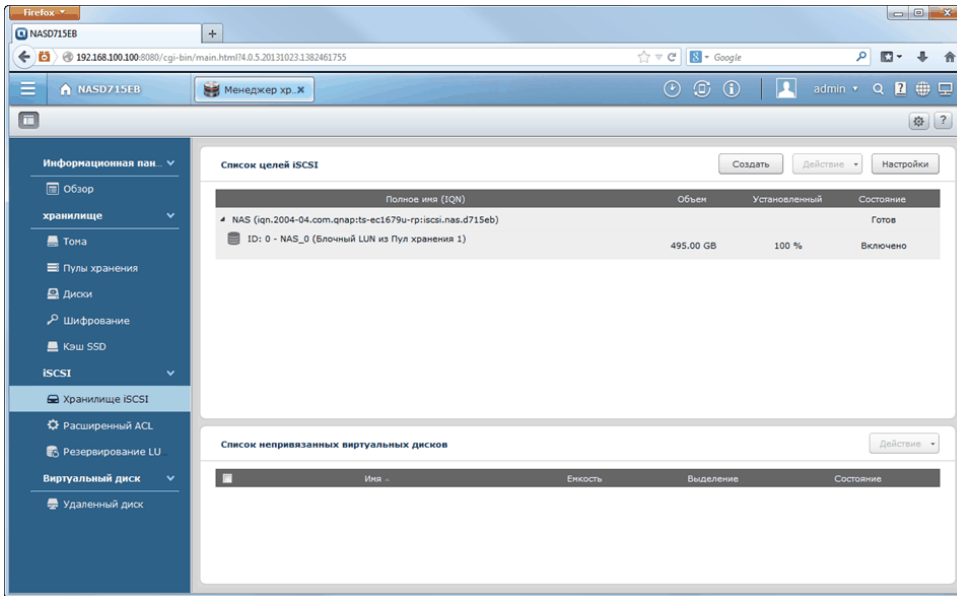 Firefox
NASD715EB
192.168.100.100:8080/cgi-bin/main.html?4.0.5.20131023.1382461755
Google
NASD715EB
Менеджер хр..X
admin
Информационная пан...
Обзор
хранилище
Тома
Пулы хранения
Диски
Шифрование
Кэш SSD
iSCSI
Хранилище iSCSI
Расширенный ACL
Резервирование LU
Виртуальный диск
Удаленный диск
Список целей iSCSI
Создать
Действие
Настройки
Полное имя (IQN) Объем Установленный Состояние
NAS (iqn.2004-04.com.qnap:ts-ec1679u-rp:iscsi.nas.d715eb) Готов
ID: 0 - NAS_0 (Блочный LUN из Пул хранения 1) 495.00 GB 100 % Включено
Список непривязанных виртуальных дисков
Действие
Имя Емкость Выделение Состояние